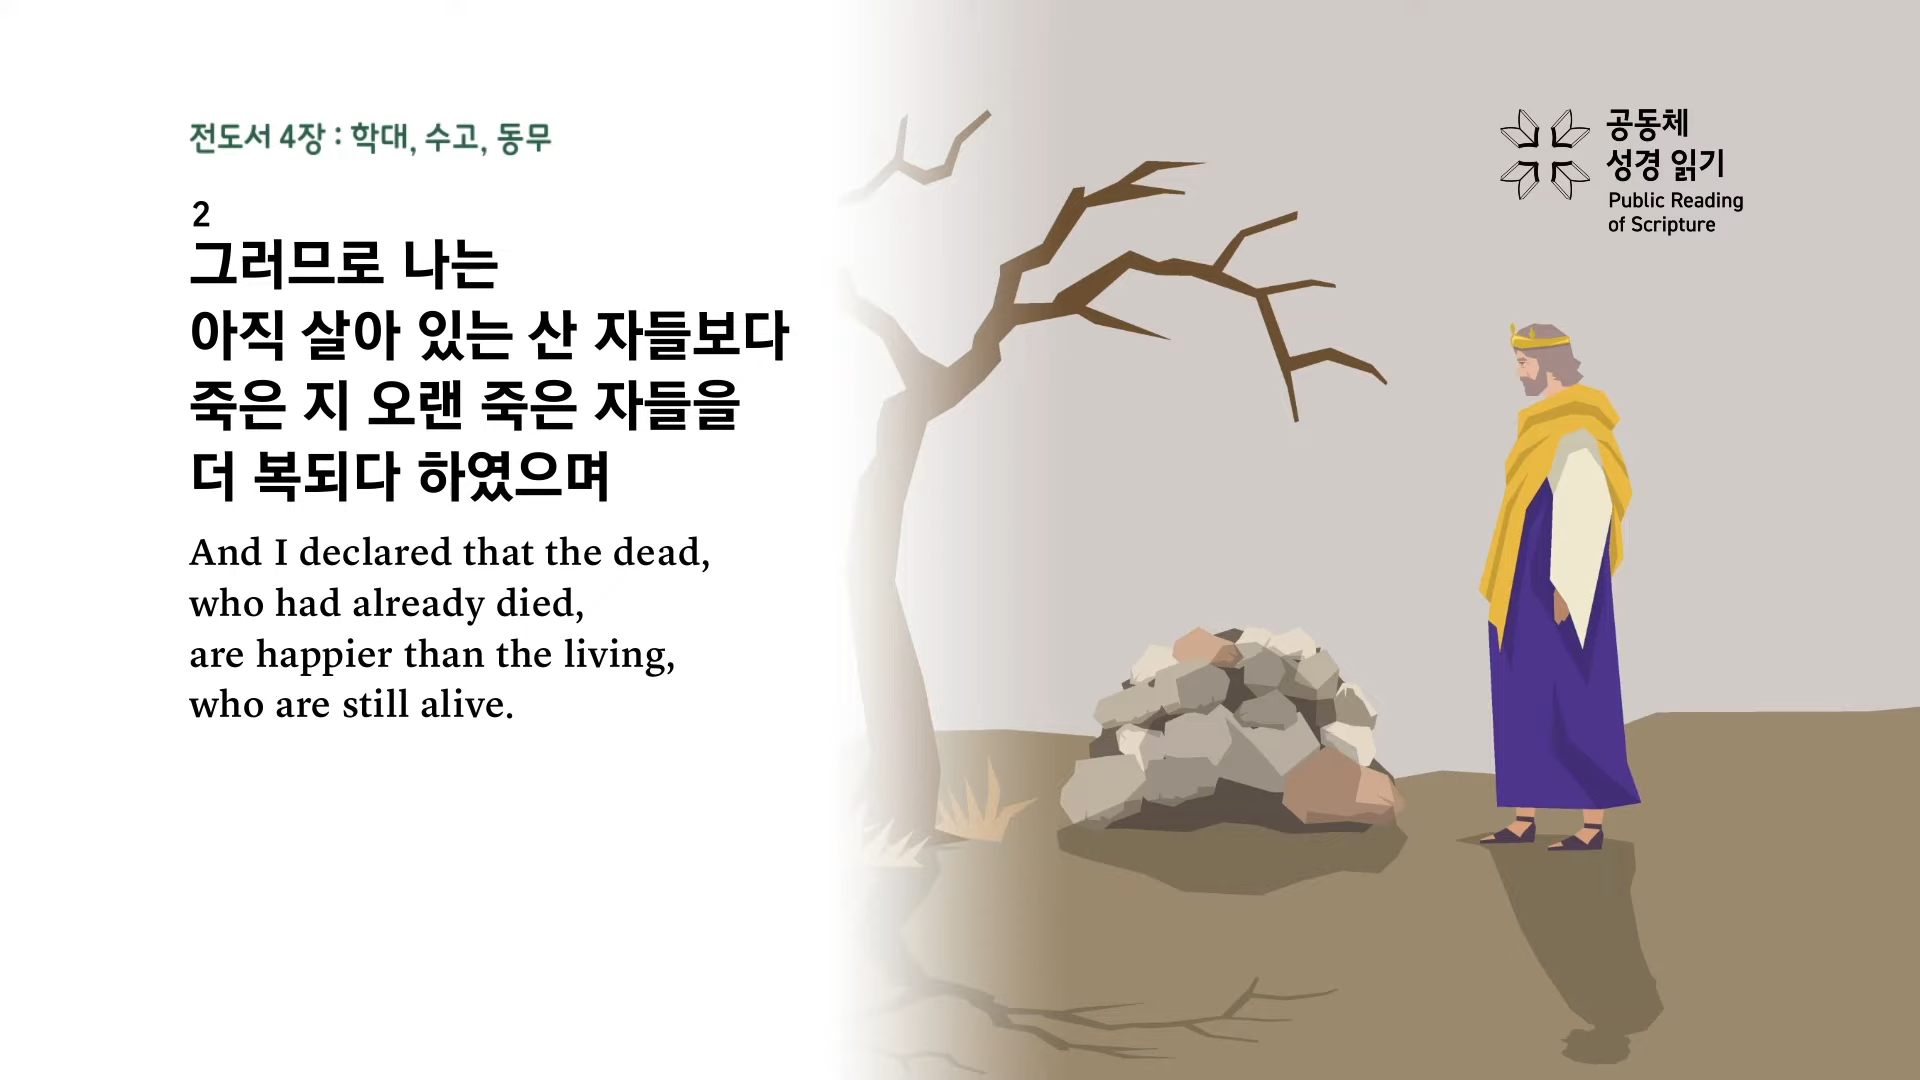 전도서 4장 : 학대, 수고, 동무
2
그러므로 나는
아직 살아 있는 산 자들보다
죽은 지 오랜 죽은 자들을
더 복되다 하였으며
And I declared that the dead,
who had already died,
are happier than the living,
who are still alive.
공동체
성경 읽기
Public Reading
of Scripture